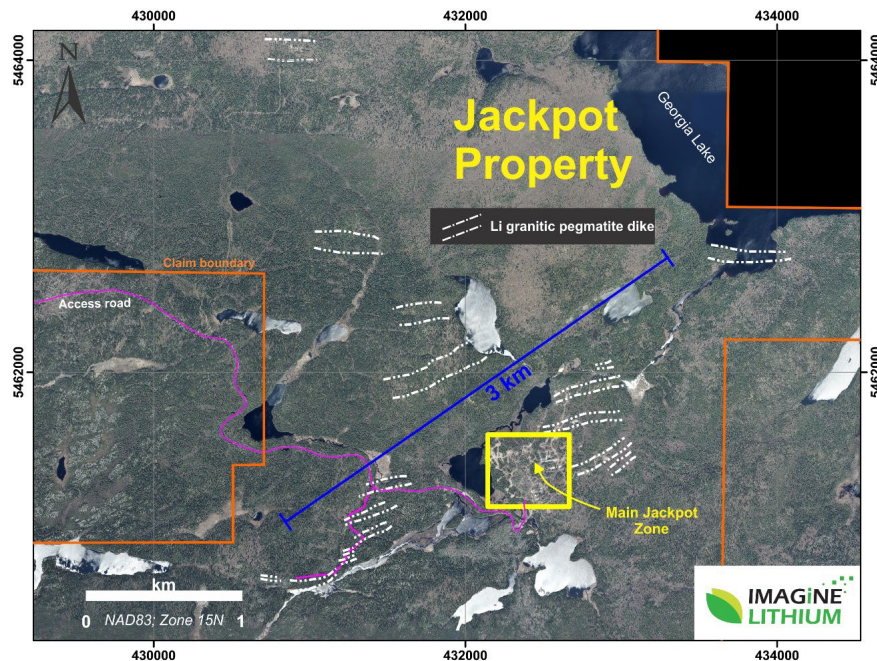 430000 432000 434000
N
5464000 5464000
Jackpot
Property
Georgia Lake
Li granitic pegmatite dike
Claim boundary
Access road
5462000 5462000
3 km
Main Jackpot
Zone
km
0 NAD83; Zone 15N 1
IMAGINE
LITHIUM
430000 432000 434000